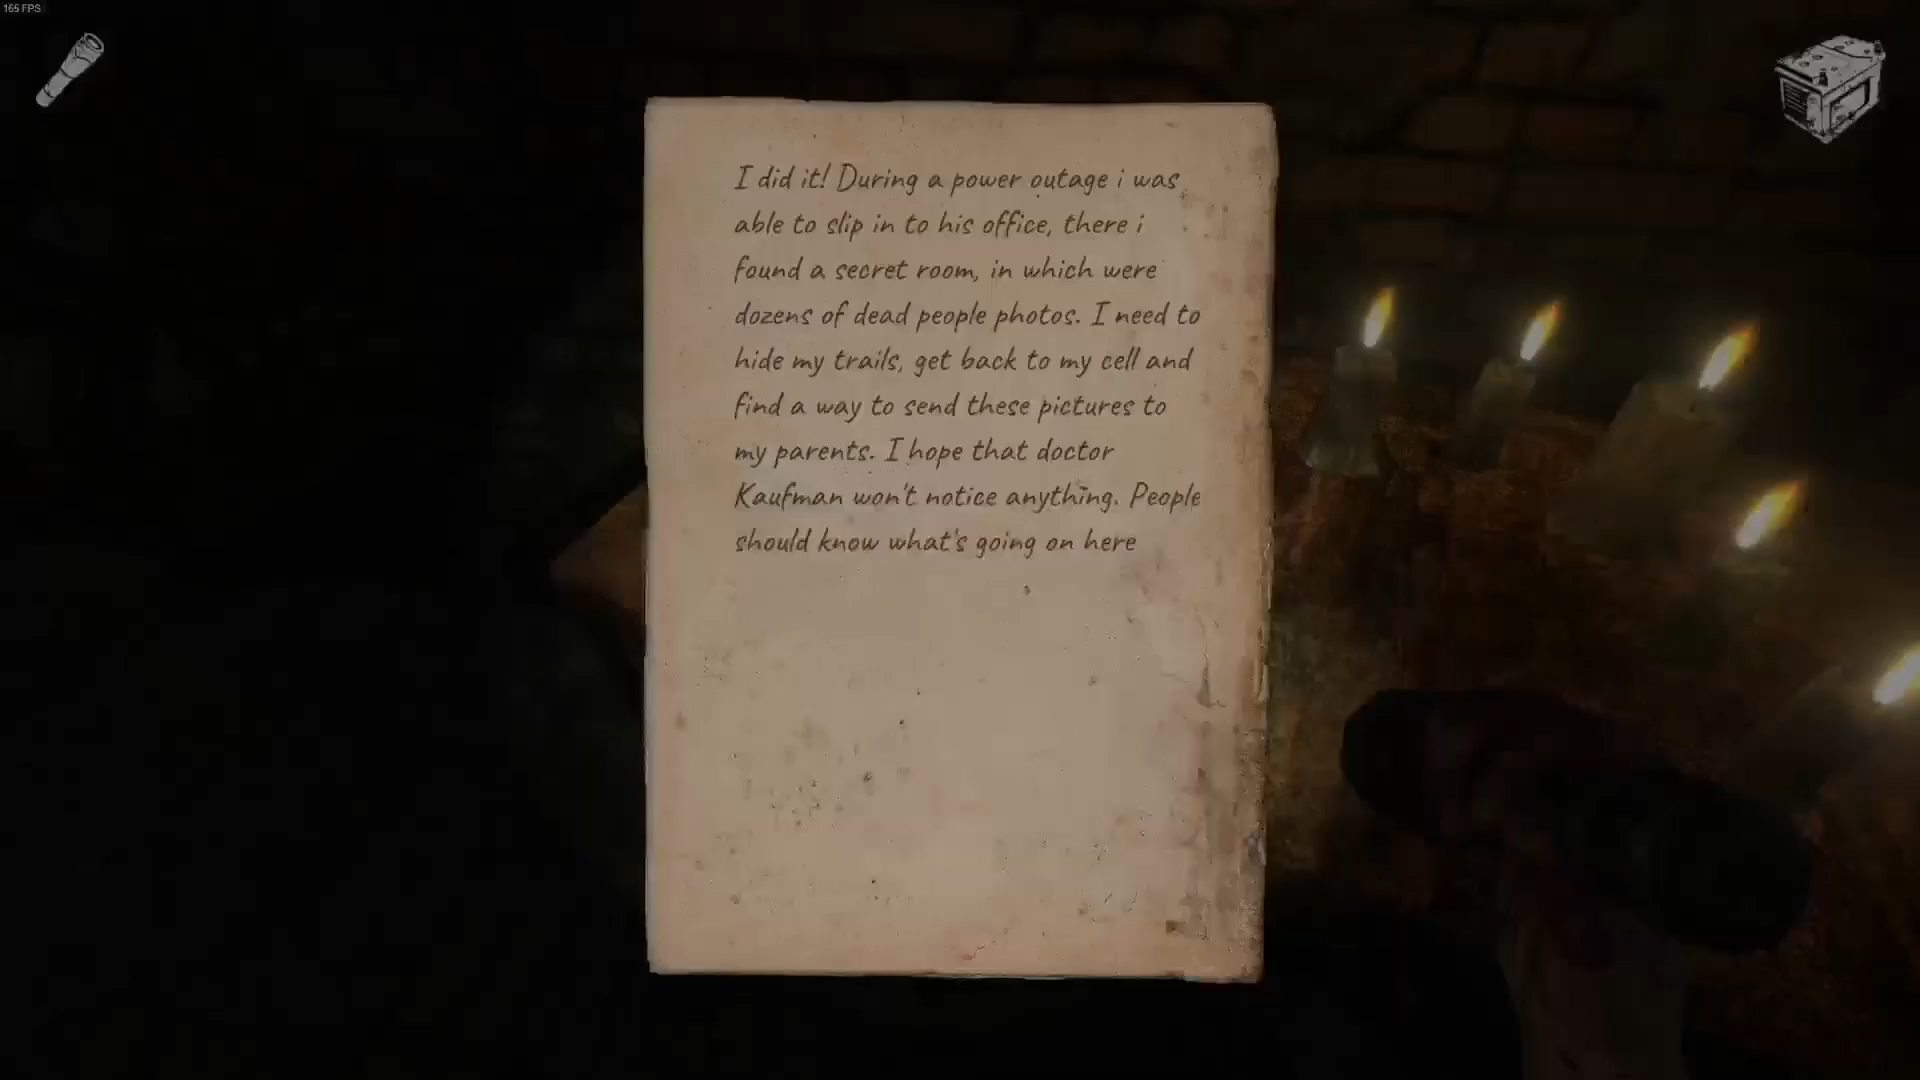 165 FPS
I did it! During a power outage i was
able to slip in to his office, there i
found a secret room, in which were
dozens of dead people photos. I need to
hide my trails, get back to my cell and
find a way to send these pictures to
my parents. I hope that doctor
Kaufman won't notice anything. People
should know what's going on here